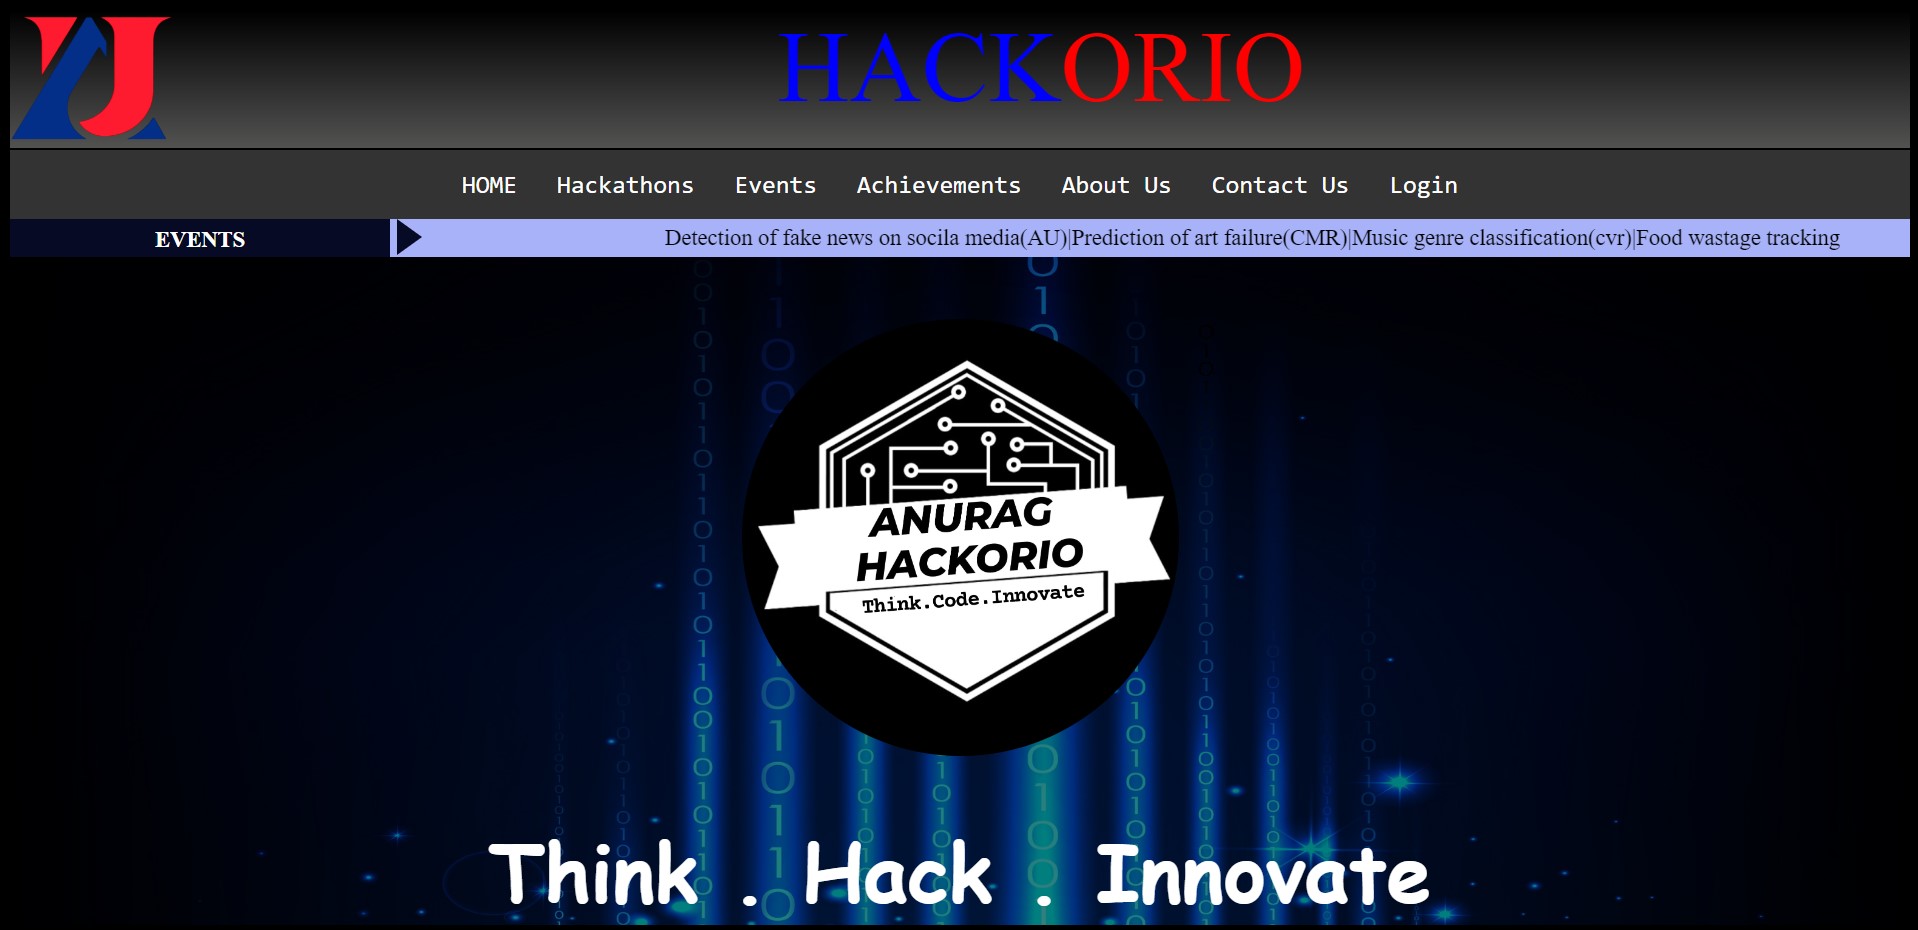 HACKORIO
HOME Hackathons Events Achievements About Us Contact Us Login
EVENTS
Detection of fake news on socila media(AU)|Prediction of art failure(CMR)|Music genre classification(cvr)|Food wastage tracking
ANURAG
HACKORIO
Think.Code.Innovate
Think . Hack . Innovate